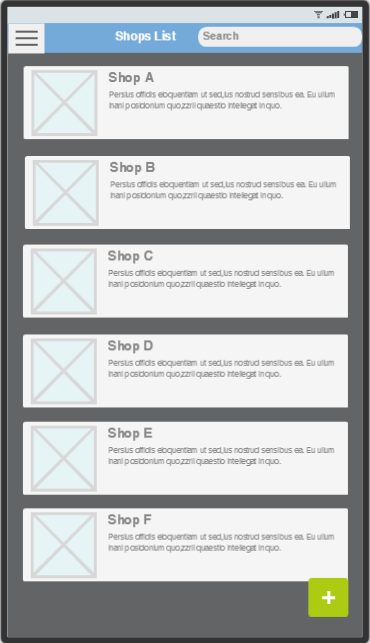 Shops List
Search
Shop A
Persius officiis eloquentiam ut sed, ius nostrud sensibus ea. Eu ullum
inani posidonium quo, zzril quaestio intellegat in quo.
Shop B
Persius officiis eloquentiam ut sed, ius nostrud sensibus ea. Eu ullum
inani posidonium quo, zzril quaestio intellegat in quo.
Shop C
Persius officiis eloquentiam ut sed, ius nostrud sensibus ea. Eu ullum
inani posidonium quo, zzril quaestio intellegat in quo.
Shop D
Persius officiis eloquentiam ut sed, ius nostrud sensibus ea. Eu ullum
inani posidonium quo, zzril quaestio intellegat in quo.
Shop E
Persius officiis eloquentiam ut sed, ius nostrud sensibus ea. Eu ullum
inani posidonium quo, zzril quaestio intellegat in quo.
Shop F
Persius officiis eloquentiam ut sed, ius nostrud sensibus ea. Eu ullum
inani posidonium quo, zzril quaestio intellegat in quo.
+